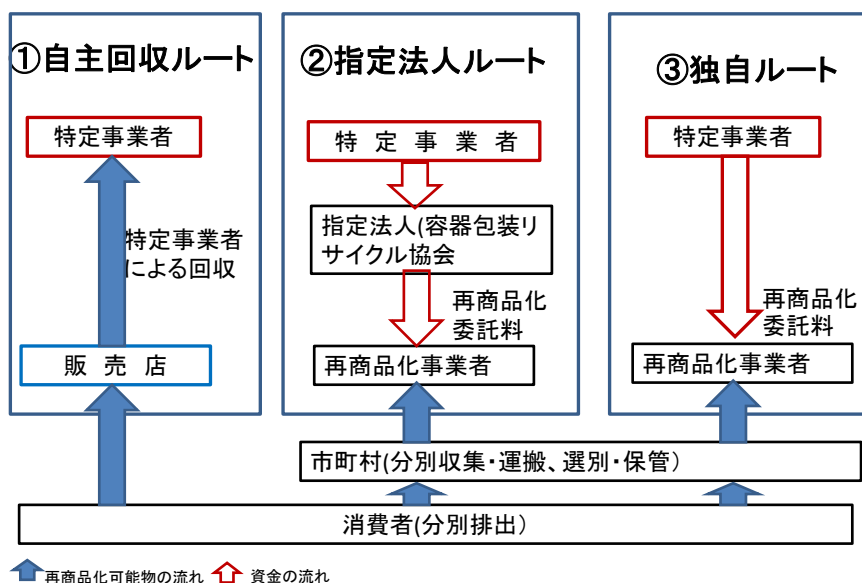 ①自主回収ルート
特定事業者
特定事業者
による回収
販 売 店
②指定法人ルート
特 定 事 業 者
指定法人(容器包装リ
サイクル協会
再商品化
委託料
再商品化事業者
③独自ルート
特定事業者
再商品化
委託料
再商品化事業者
市町村(分別収集・運搬、選別・保管)
消費者(分別排出)
再商品化可能物の流れ
資金の流れ